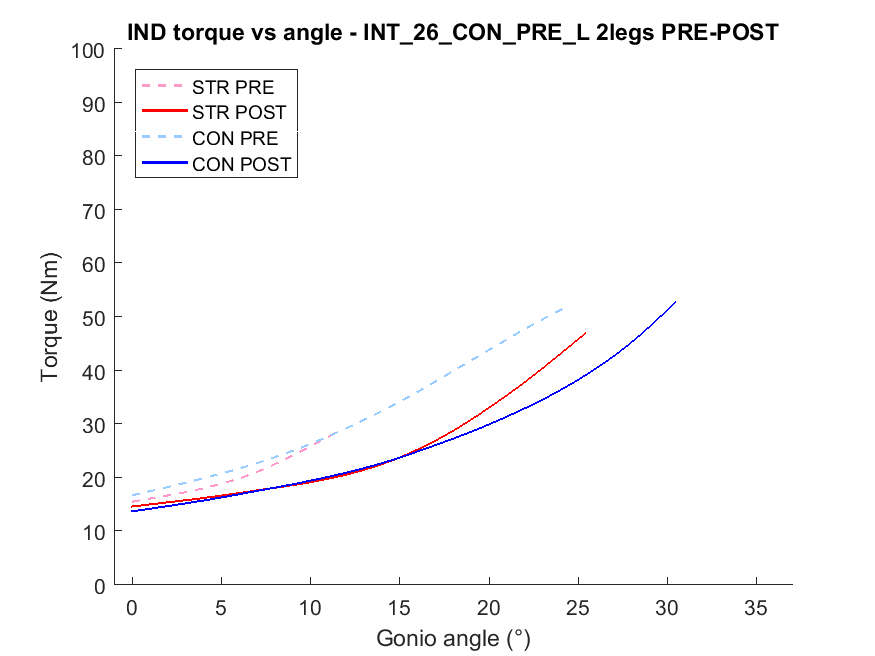 IND torque vs angle - INT_26_CON_PRE_L 2legs PRE-POST
100
90
80
70
60
50
40
30
20
10
0
Torque (Nm)
STR PRE
STR POST
CON PRE
CON POST
0 5 10 15 20 25 30 35
Gonio angle (°)